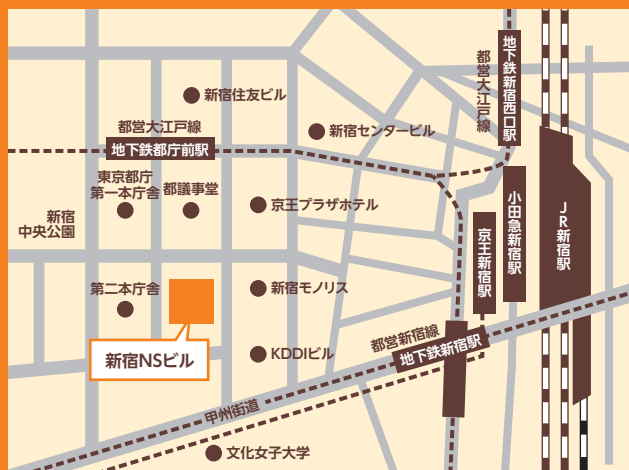 新宿住友ビル
都営大江戸線
地下鉄新宿西口駅
都営大江戸線
新宿センタービル
地下鉄都庁前駅
東京都庁
第一本庁舎
都議事堂
京王プラザホテル
新宿
中央公園
小田急新宿駅
京王新宿駅
JR新宿駅
第二本庁舎
新宿モノリス
新宿NSビル
KDDIビル
都営新宿線
地下鉄新宿駅
甲州街道
文化女子大学